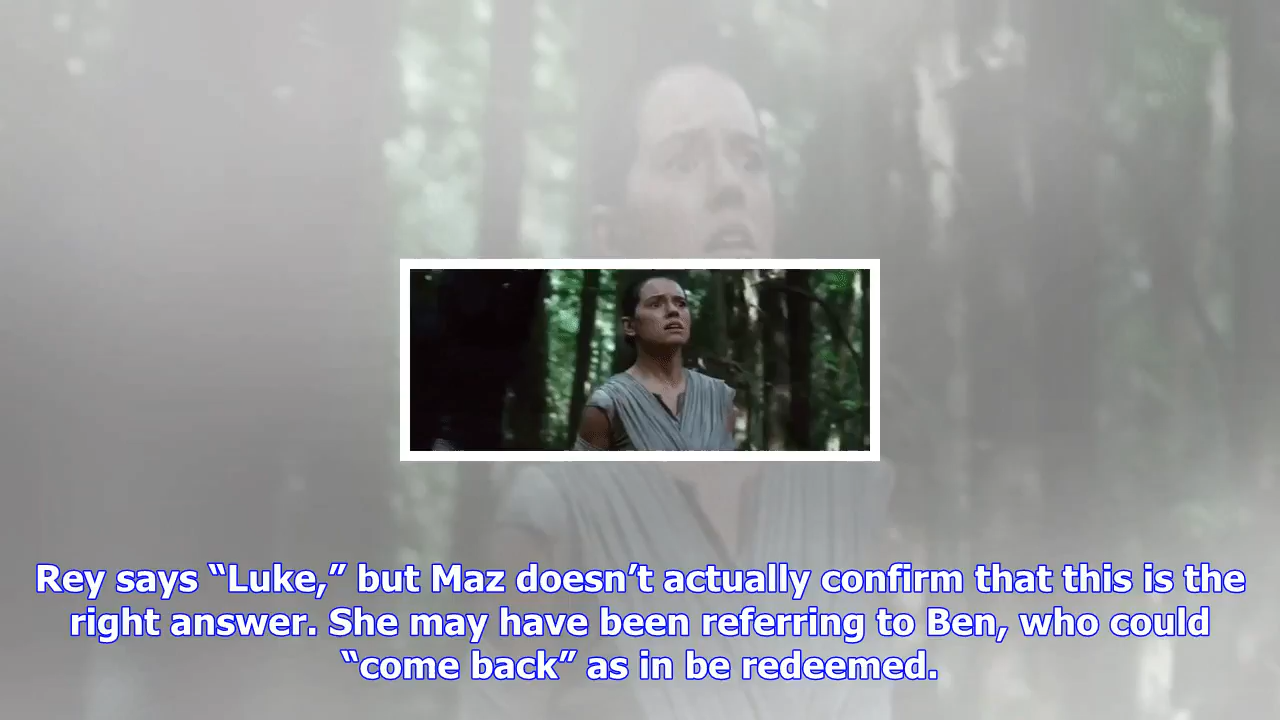 Rey says “Luke,” but Maz doesn’t actually confirm that this is the
right answer. She may have been referring to Ben, who could
“come back” as in be redeemed.